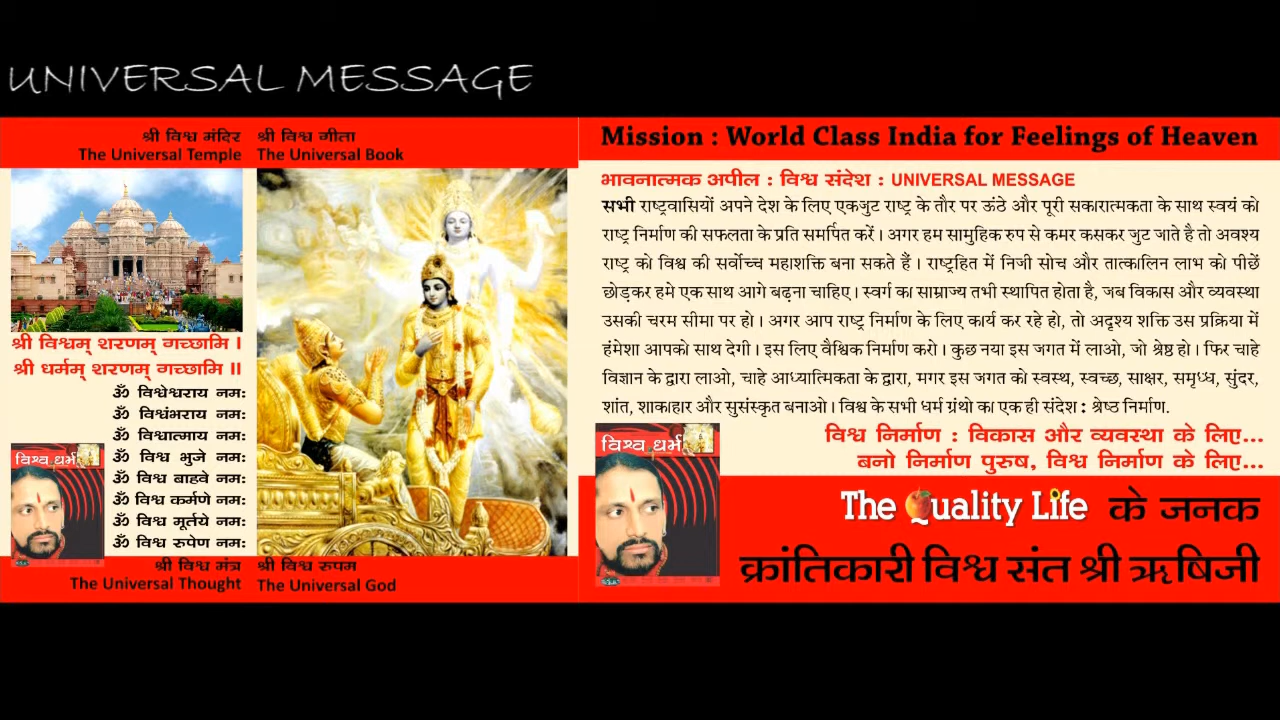 UNIVERSAL MESSAGE
श्री विश्व मंदिर
The Universal Temple
श्री विश्व गीता
The Universal Book
श्री विश्वम् शरणम् गच्छामि ।
श्री धर्मम् शरणम् गच्छामि ॥
ॐ विश्वेश्वराय नमः
ॐ विश्वंभराय नमः
ॐ विश्वात्माय नमः
ॐ विश्व भुजे नमः
ॐ विश्व बाहवे नमः
ॐ विश्व कर्मणे नमः
ॐ विश्व मूर्तये नमः
ॐ विश्व रुपेण नमः
विश्व धर्म
श्री विश्व मंत्र
The Universal Thought
श्री विश्व रुपम
The Universal God
Mission : World Class India for Feelings of Heaven
भावनात्मक अपील : विश्व संदेश : UNIVERSAL MESSAGE
सभी राष्ट्रवासियों अपने देश के लिए एकजुट राष्ट्र के तौर पर ऊंठे और पूरी सकारात्मकता के साथ स्वयं को
राष्ट्र निर्माण की सफलता के प्रति समर्पित करें । अगर हम सामुहिक रुप से कमर कसकर जुट जाते है तो अवश्य
राष्ट्र को विश्व की सर्वोच्च महाशक्ति बना सकते हैं । राष्ट्रहित में निजी सोच और तात्कालिन लाभ को पीछें
छोड़कर हमे एक साथ आगे बढ़ना चाहिए । स्वर्ग का साम्राज्य तभी स्थापित होता है, जब विकास और व्यवस्था
उसकी चरम सीमा पर हो । अगर आप राष्ट्र निर्माण के लिए कार्य कर रहे हो, तो अदृश्य शक्ति उस प्रक्रिया में
हंमेशा आपको साथ देगी । इस लिए वैश्विक निर्माण करो । कुछ नया इस जगत में लाओ, जो श्रेष्ठ हो । फिर चाहे
विज्ञान के द्वारा लाओ, चाहे आध्यात्मिकता के द्वारा, मगर इस जगत को स्वस्थ, स्वच्छ, साक्षर, समृध्ध, सुंदर,
शांत, शाकाहार और सुसंस्कृत बनाओ । विश्व के सभी धर्म ग्रंथो का एक ही संदेश : श्रेष्ठ निर्माण.
विश्व निर्माण : विकास और व्यवस्था के लिए...
बनो निर्माण पुरुष, विश्व निर्माण के लिए...
विश्व धर्म
The Quality Life के जनक
क्रांतिकारी विश्व संत श्री ऋषिजी